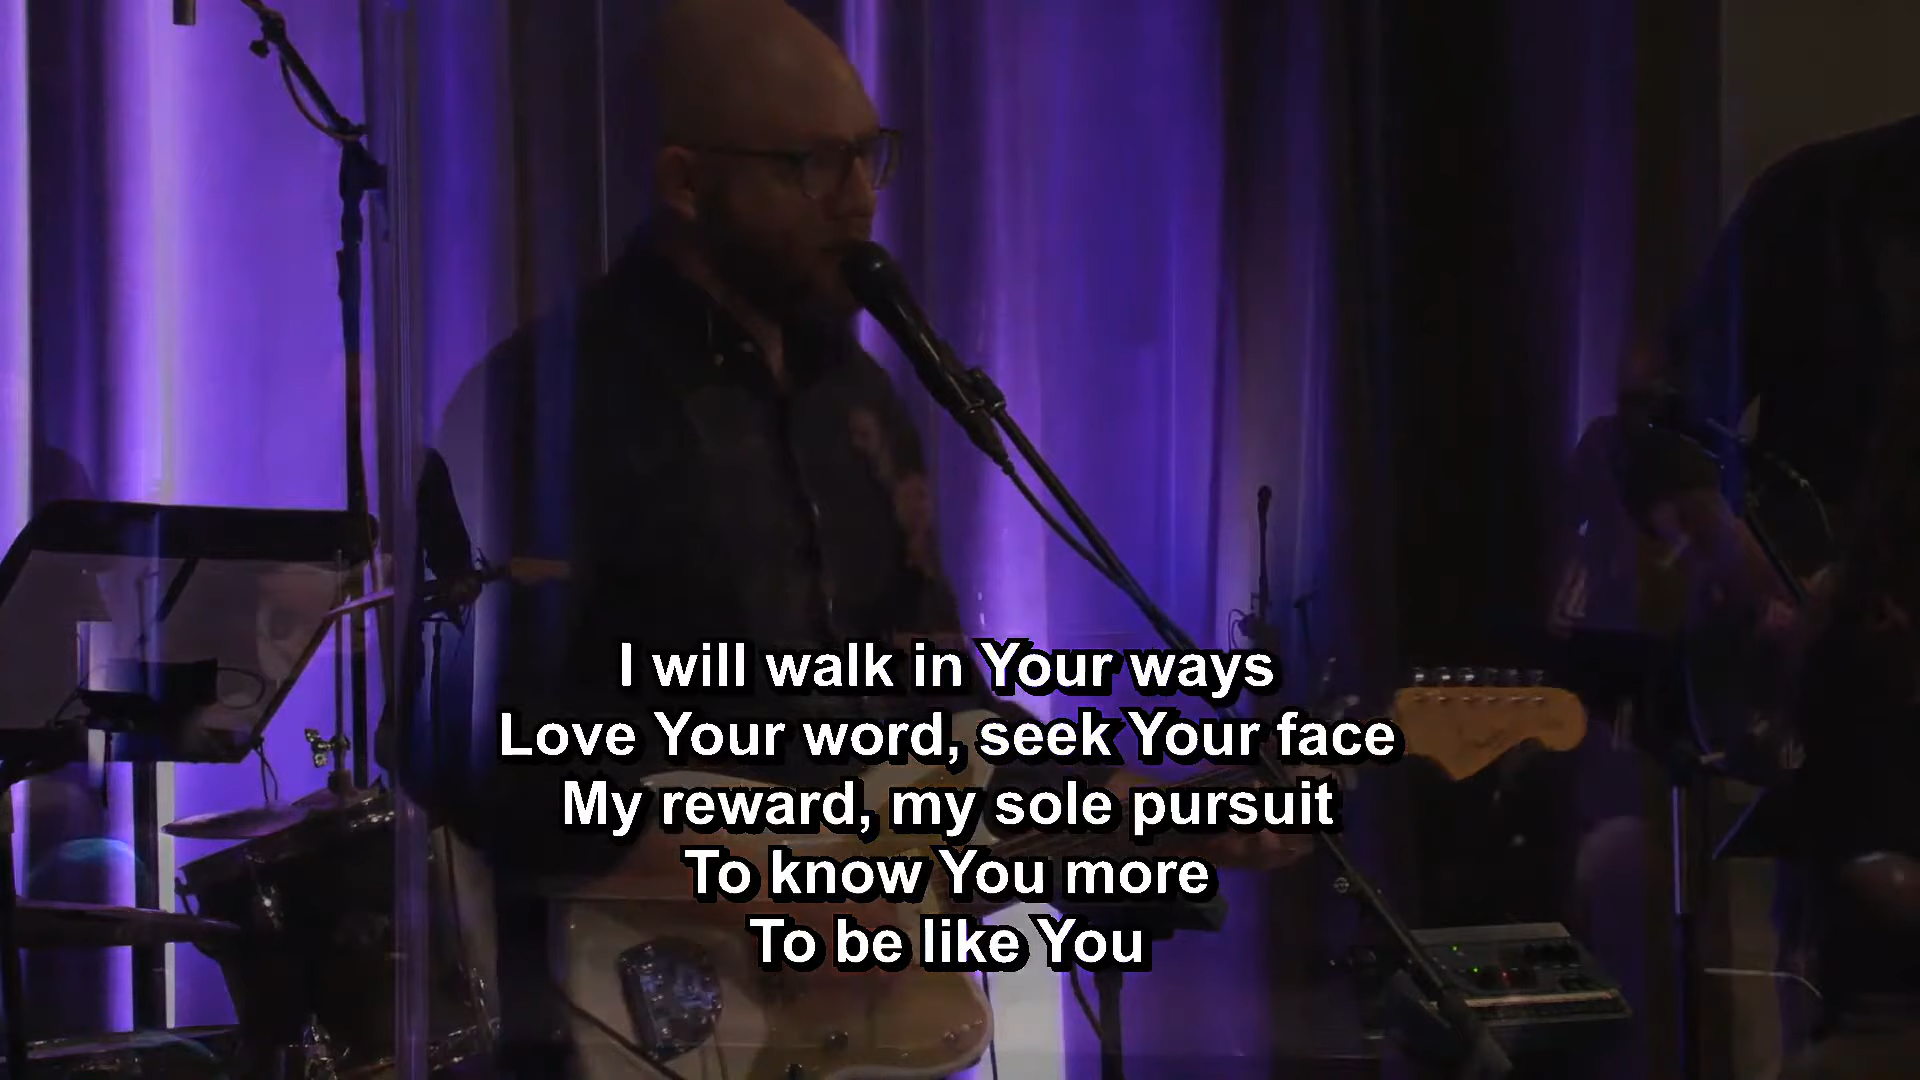 I will walk in Your ways
Love Your word, seek Your face
My reward, my sole pursuit
To know You more
To be like You